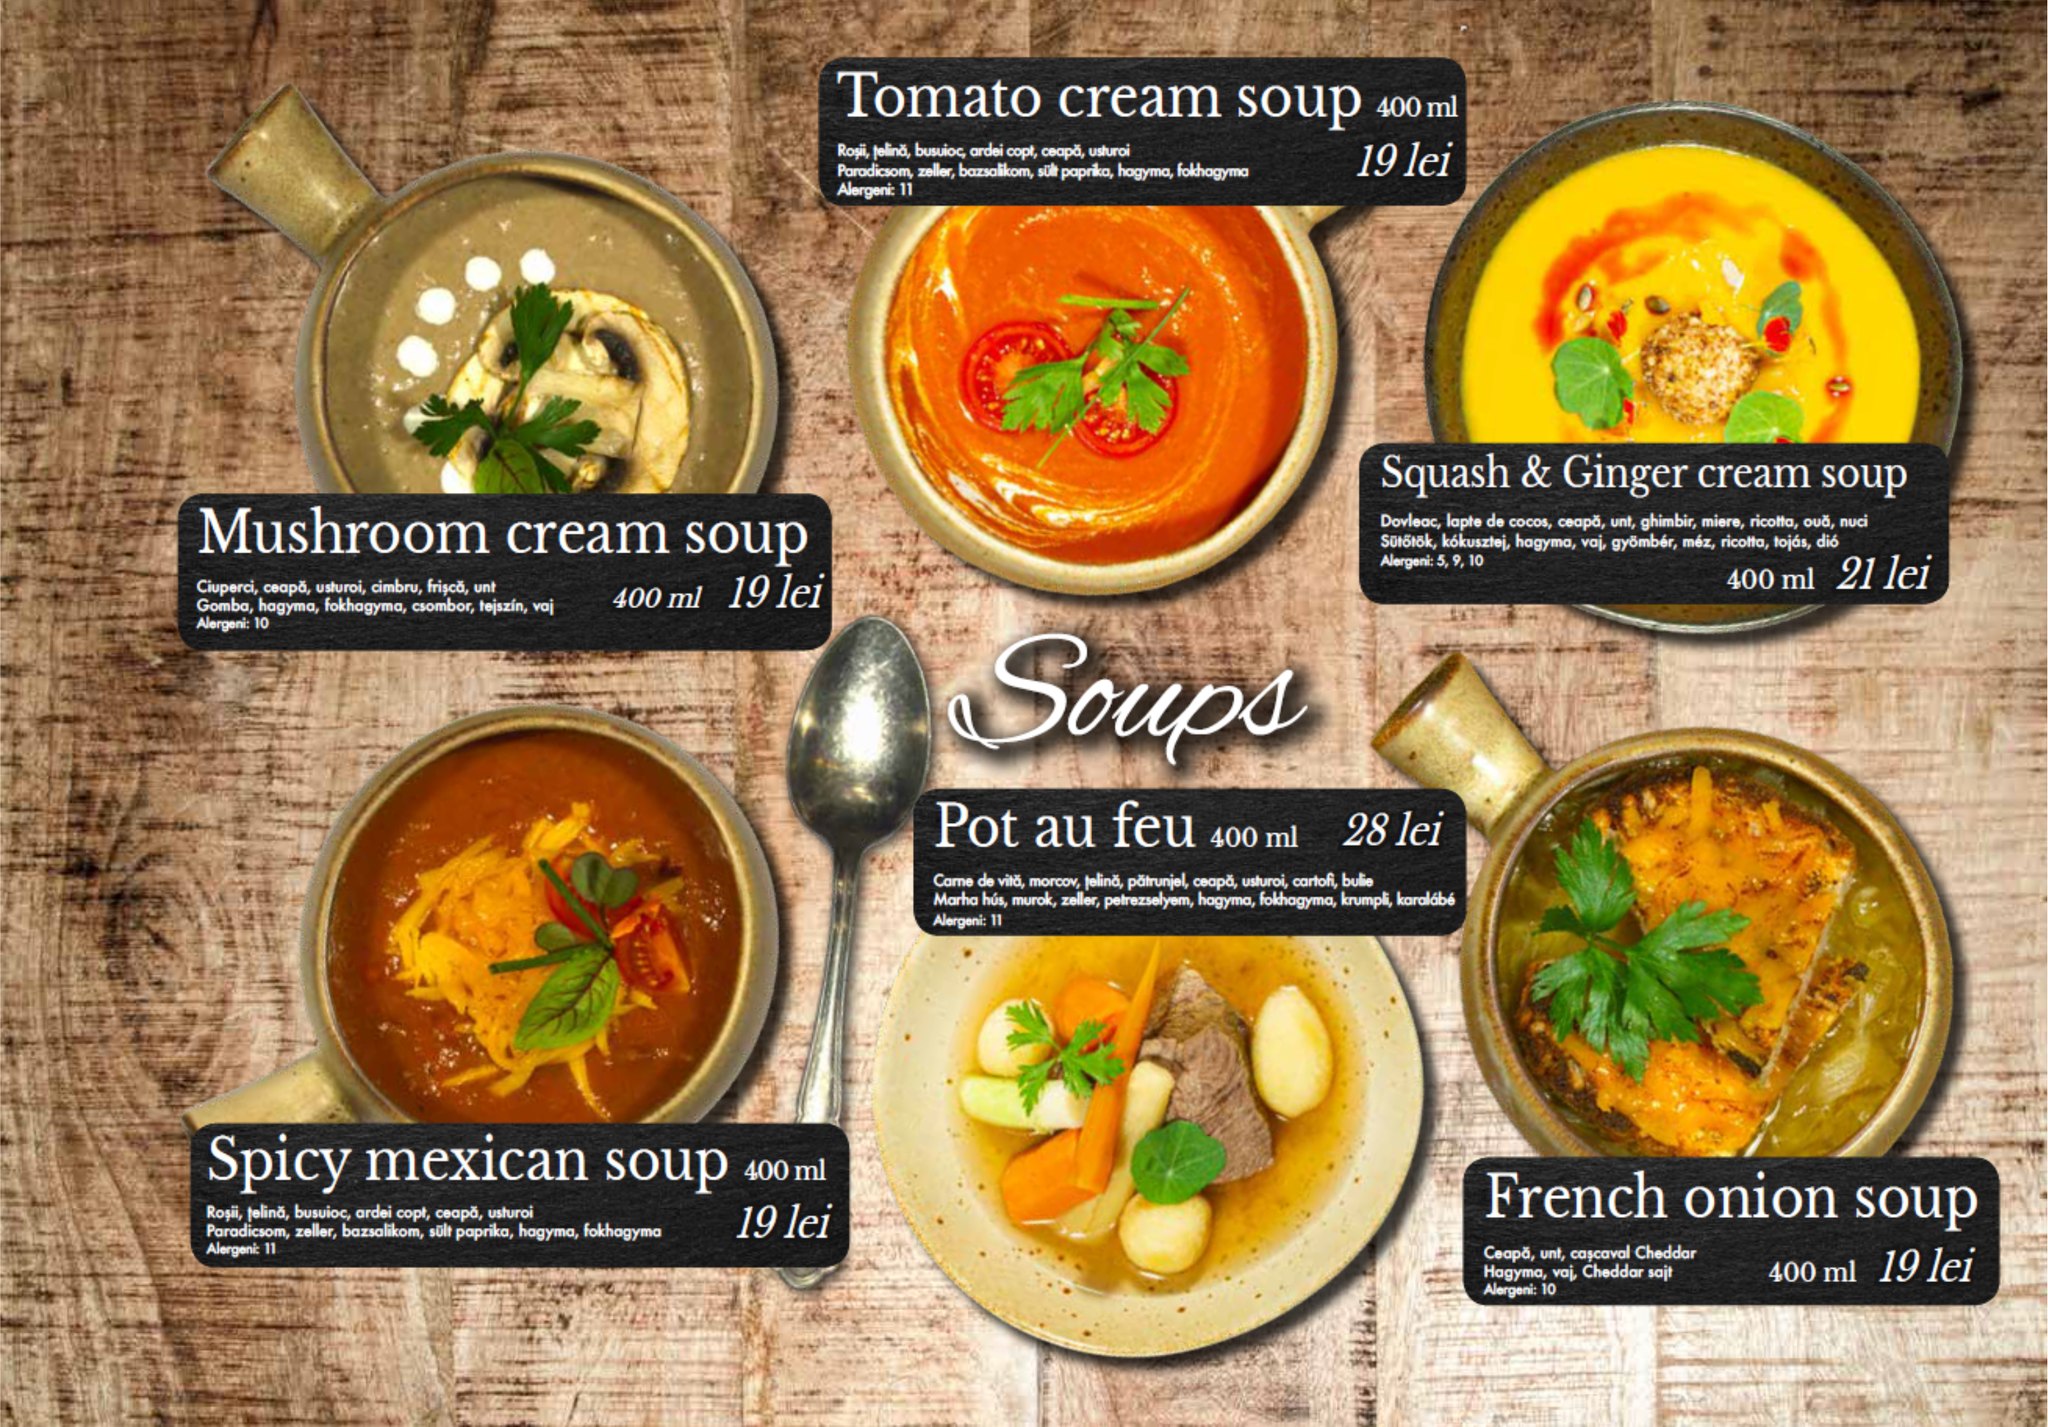 Tomato cream soup 400 ml
Roșii, țelină, busuioc, ardei copt, ceapă, usturoi
19 lei
Paradicsom, zeller, bazsalikom, sült paprika, hagyma, fokhagyma
Alergeni: 11
Squash & Ginger cream soup
Dovleac, lapte de cocos, ceapă, unt, ghimbir, miere, ricotta, ouă, nuci
Sütőtök, kókusztej, hagyma, vaj, gyömbér, méz, ricotta, tojás, dió
Alergeni: 5, 9, 10
400 ml 21 lei
Mushroom cream soup
Ciuperci, ceapă, usturoi, cimbru, frișcă, unt
400 ml 19 lei
Gomba, hagyma, fokhagyma, csombor, tejszín, vaj
Alergeni: 10
Soups
Pot au feu 400 ml 28 lei
Carne de vită, morcov, țelină, pătrunjel, ceapă, usturoi, cartofi, bulie
Marha hús, murok, zeller, petrezselyem, hagyma, fokhagyma, krumpli, karalábé
Alergeni: 11
Spicy mexican soup 400 ml
Roșii, țelină, busuioc, ardei copt, ceapă, usturoi
19 lei
Paradicsom, zeller, bazsalikom, sült paprika, hagyma, fokhagyma
Alergeni: 11
French onion soup
Ceapă, unt, cașcaval Cheddar
Hagyma, vaj, Cheddar sajt
400 ml 19 lei
Alergeni: 10